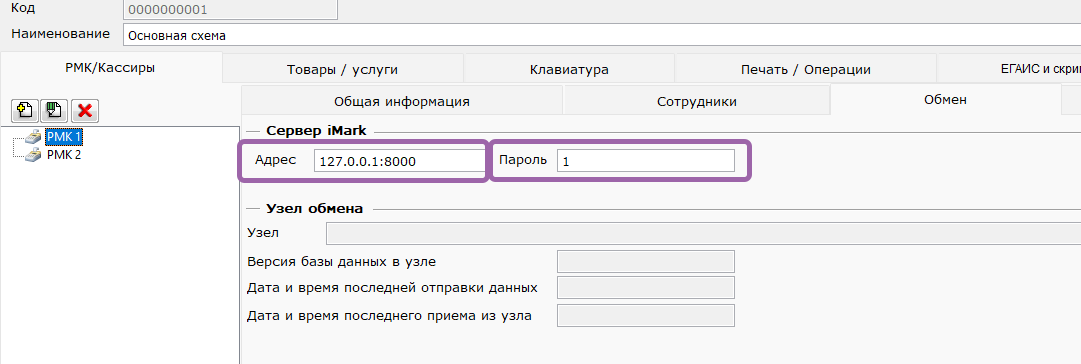 Код 0000000001
Наименование Основная схема
РМК/Кассиры Товары / услуги Клавиатура Печать / Операции ЕГАИС и скри
Общая информация Сотрудники Обмен
РМК 1
РМК 2
Сервер iMark
Адрес 127.0.0.1:8000 Пароль 1
Узел обмена
Узел
Версия базы данных в узле
Дата и время последней отправки данных
Дата и время последнего приема из узла